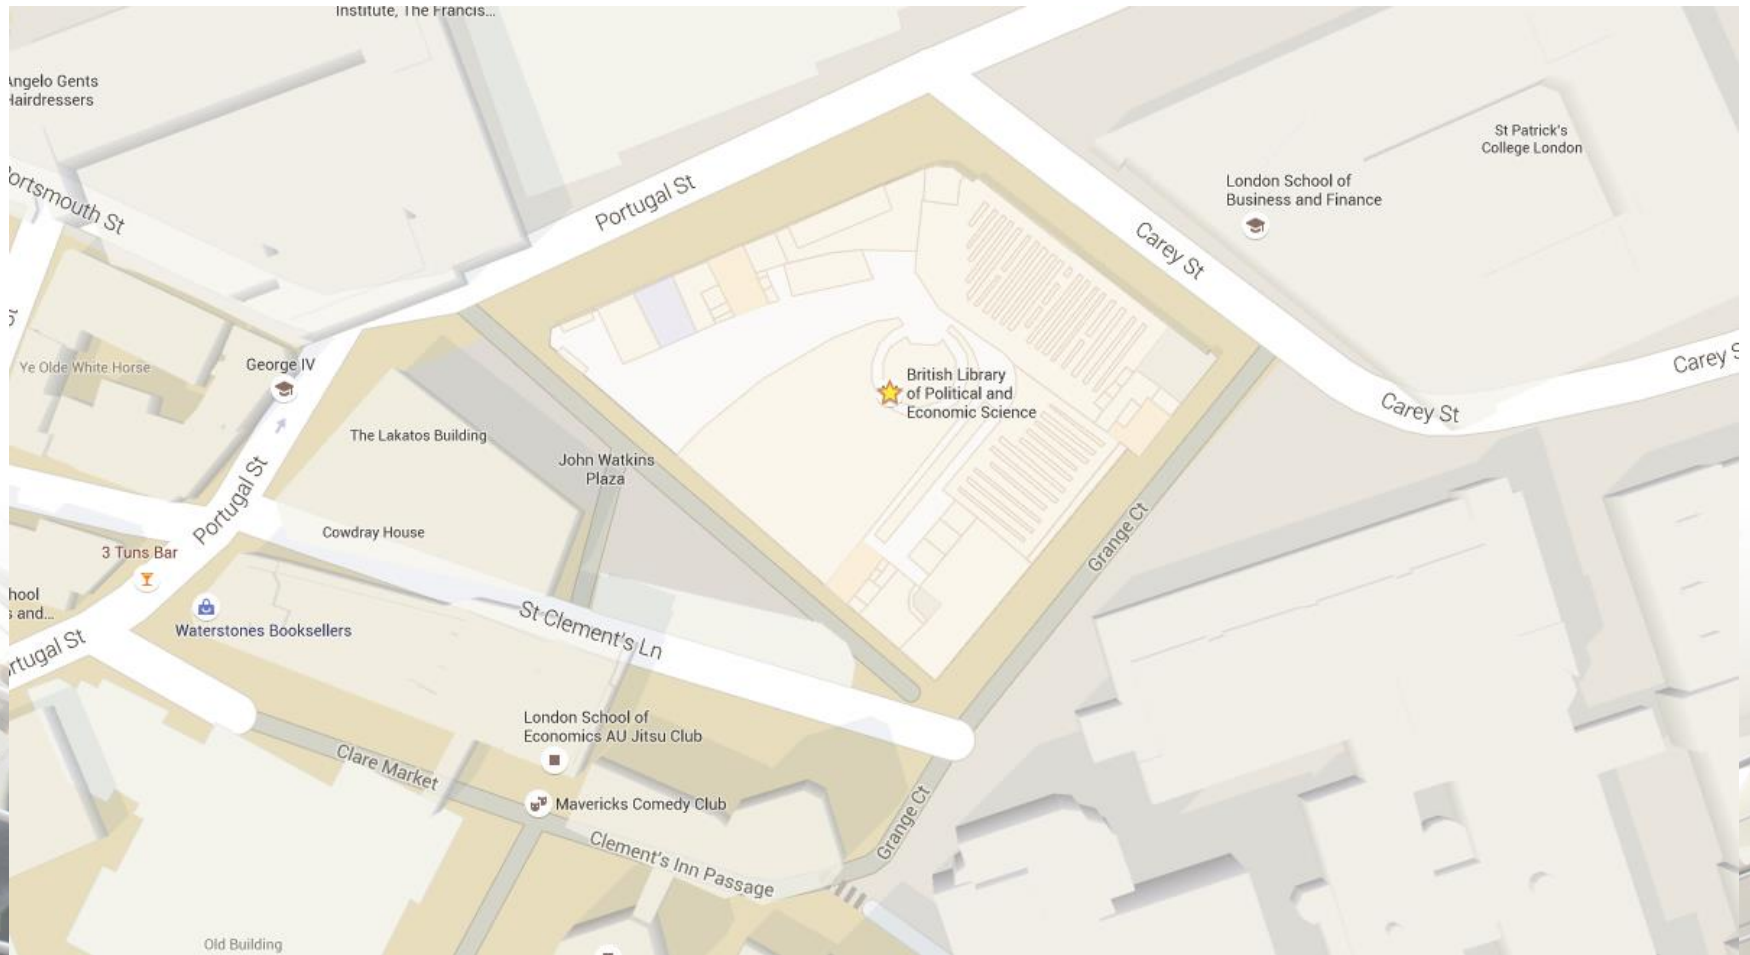 Institute, The Francis...
Angelo Gents
Hairdressers
St Patrick's
College London
London School of
Business and Finance
Portsmouth St
Portugal St
Carey St
Carey St
Carey S
Ye Olde White Horse
George IV
British Library
of Political and
Economic Science
The Lakatos Building
John Watkins
Plaza
Portugal St
Cowdray House
Grange Ct
3 Tuns Bar
hool
s and...
Waterstones Booksellers
St Clement's Ln
rtugal St
London School of
Economics AU Jitsu Club
Clare Market
Mavericks Comedy Club
Grange Ct
Clement's Inn Passage
Old Building